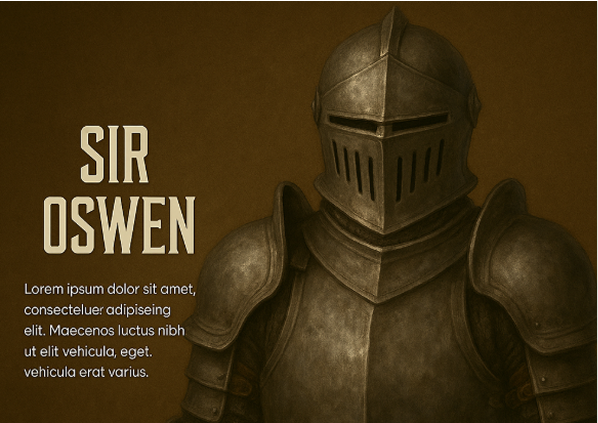 SIR
OSWEN
Lorem ipsum dolor sit amet,
consecteluer adipiseing
elit. Maecenos luctus nibh
ut elit vehicula, eget.
vehicula erat varius.